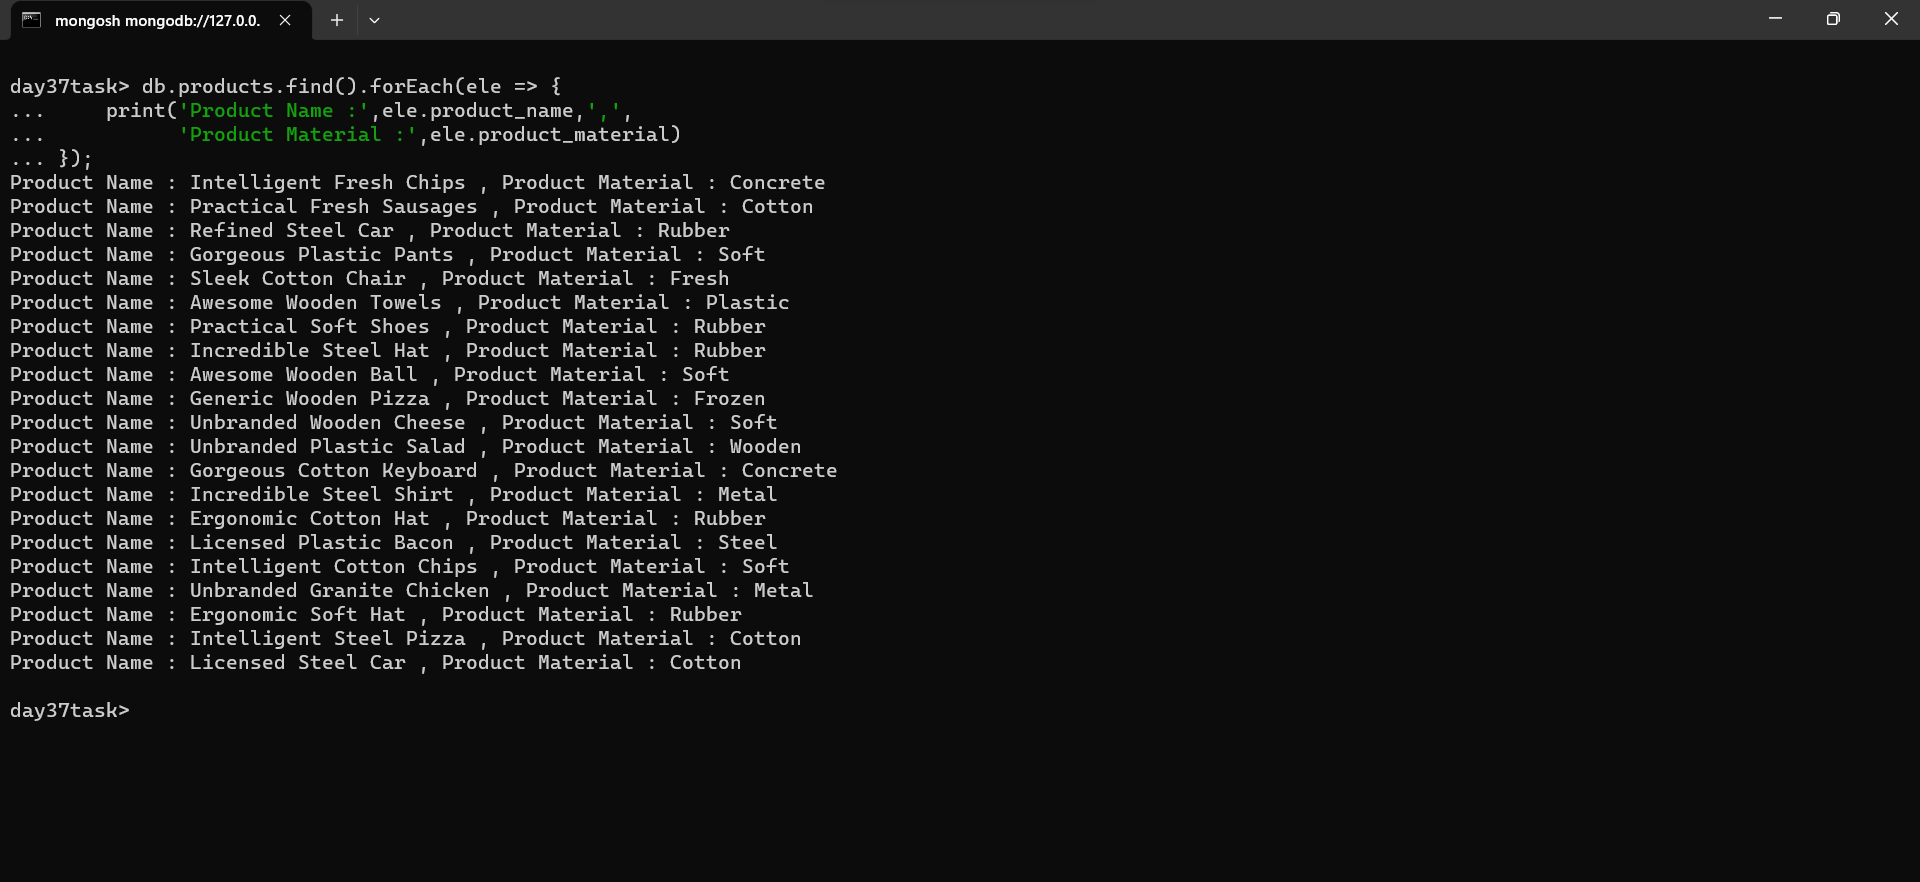 mongosh mongodb://127.0.0.
day37task> db.products.find().forEach(ele => {
...     print('Product Name :',ele.product_name,',',
...           'Product Material :',ele.product_material)
... });
Product Name : Intelligent Fresh Chips , Product Material : Concrete
Product Name : Practical Fresh Sausages , Product Material : Cotton
Product Name : Refined Steel Car , Product Material : Rubber
Product Name : Gorgeous Plastic Pants , Product Material : Soft
Product Name : Sleek Cotton Chair , Product Material : Fresh
Product Name : Awesome Wooden Towels , Product Material : Plastic
Product Name : Practical Soft Shoes , Product Material : Rubber
Product Name : Incredible Steel Hat , Product Material : Rubber
Product Name : Awesome Wooden Ball , Product Material : Soft
Product Name : Generic Wooden Pizza , Product Material : Frozen
Product Name : Unbranded Wooden Cheese , Product Material : Soft
Product Name : Unbranded Plastic Salad , Product Material : Wooden
Product Name : Gorgeous Cotton Keyboard , Product Material : Concrete
Product Name : Incredible Steel Shirt , Product Material : Metal
Product Name : Ergonomic Cotton Hat , Product Material : Rubber
Product Name : Licensed Plastic Bacon , Product Material : Steel
Product Name : Intelligent Cotton Chips , Product Material : Soft
Product Name : Unbranded Granite Chicken , Product Material : Metal
Product Name : Ergonomic Soft Hat , Product Material : Rubber
Product Name : Intelligent Steel Pizza , Product Material : Cotton
Product Name : Licensed Steel Car , Product Material : Cotton
day37task>